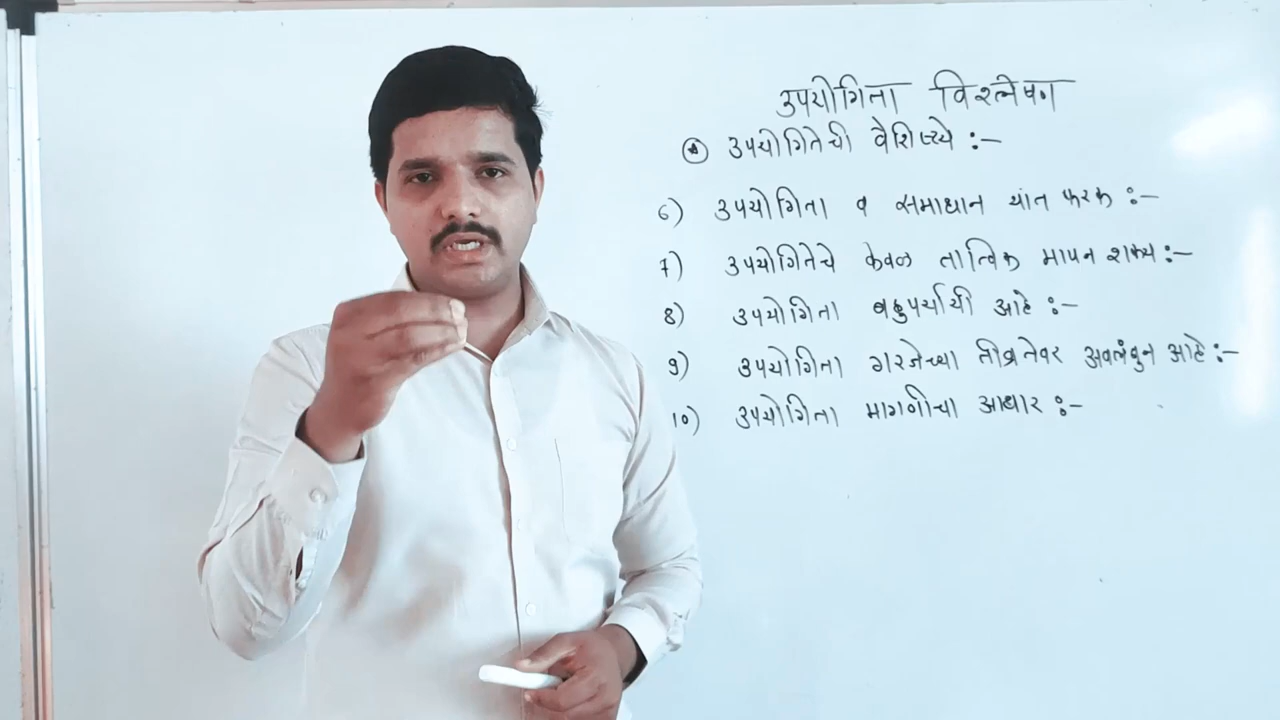 उपयोगिता विश्लेषण
* उपयोगितेची वैशिष्ट्ये :-
6) उपयोगिता व समाधान यांत फरक :-
7) उपयोगितेचे केवळ तात्विक मापन शक्य :-
8) उपयोगिता बहुपर्यायी आहे :-
9) उपयोगिता गरजेच्या तीव्रतेवर अवलंबुन आहे :-
10) उपयोगिता मागणीचा आधार :-